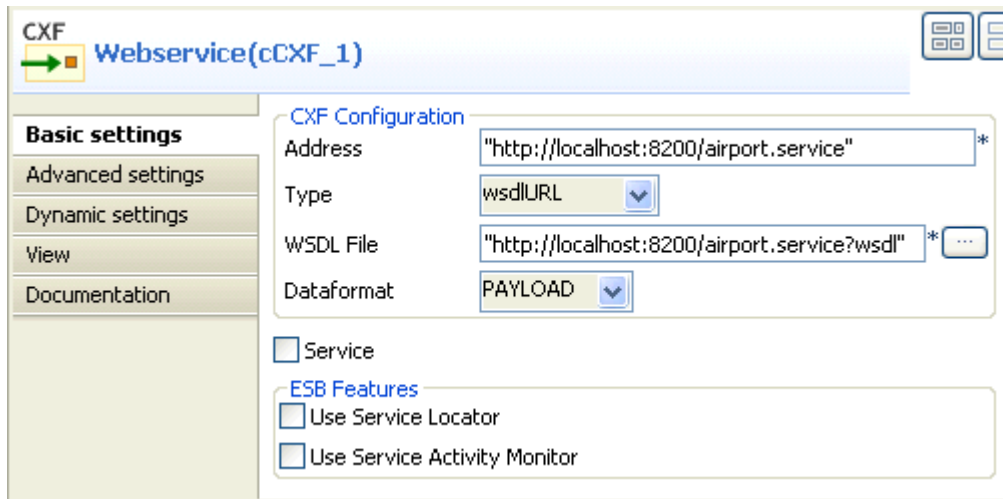 CXF
Webservice(cCXF_1)
Basic settings
Advanced settings
Dynamic settings
View
Documentation
CXF Configuration
Address "http://localhost:8200/airport.service" *
Type wsdlURL
WSDL File "http://localhost:8200/airport.service?wsdl" * ...
Dataformat PAYLOAD
Service
ESB Features
Use Service Locator
Use Service Activity Monitor